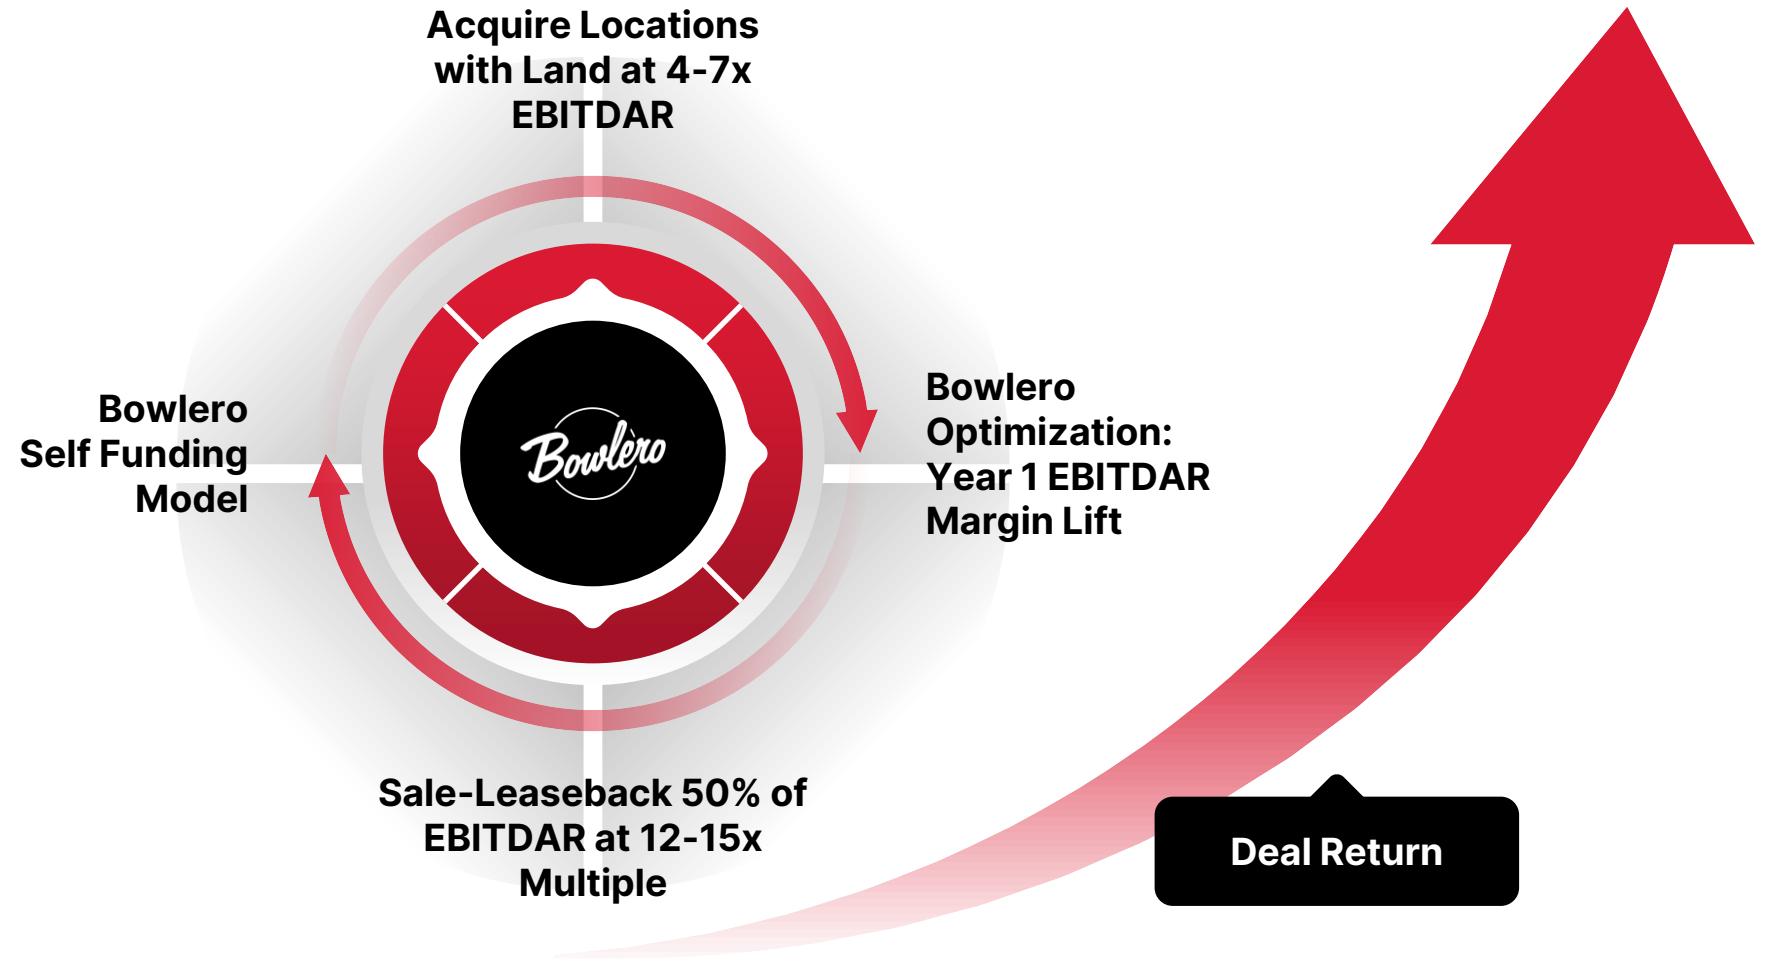 Acquire Locations
with Land at 4-7x
EBITDAR
Bowlero
Optimization:
Year 1 EBITDAR
Margin Lift
Sale-Leaseback 50% of
EBITDAR at 12-15x
Multiple
Bowlero
Self Funding
Model
Bowlero
Deal Return